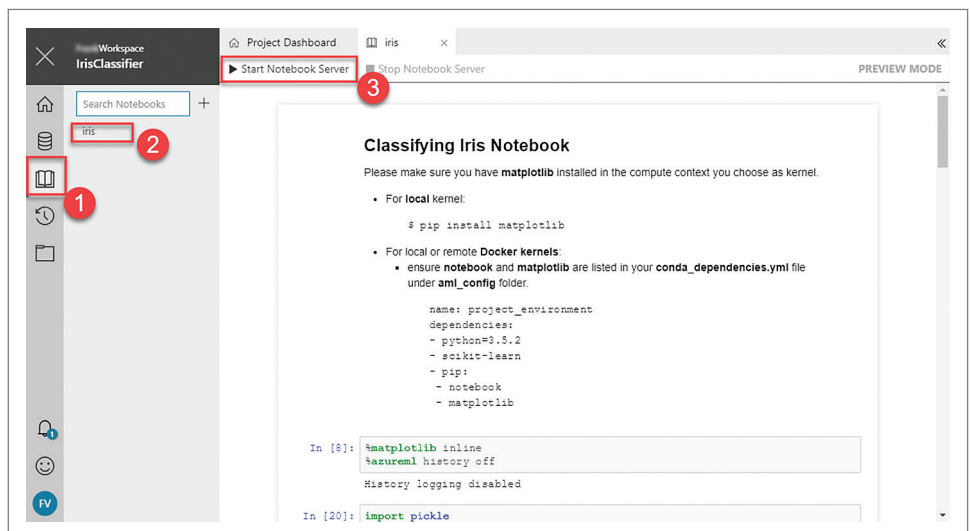 Workspace
IrisClassifier
Project Dashboard
iris
Start Notebook Server
Stop Notebook Server
PREVIEW MODE
3
Search Notebooks
iris
2
1
Classifying Iris Notebook
Please make sure you have matplotlib installed in the compute context you choose as kernel.
• For local kernel:
$ pip install matplotlib
• For local or remote Docker kernels:
▪ ensure notebook and matplotlib are listed in your conda_dependencies.yml file
under aml_config folder.
name: project_environment
dependencies:
- python=3.5.2
- scikit-learn
- pip:
- notebook
- matplotlib
In [8]: %matplotlib inline
%azureml history off
History logging disabled
In [20]: import pickle
1
FV